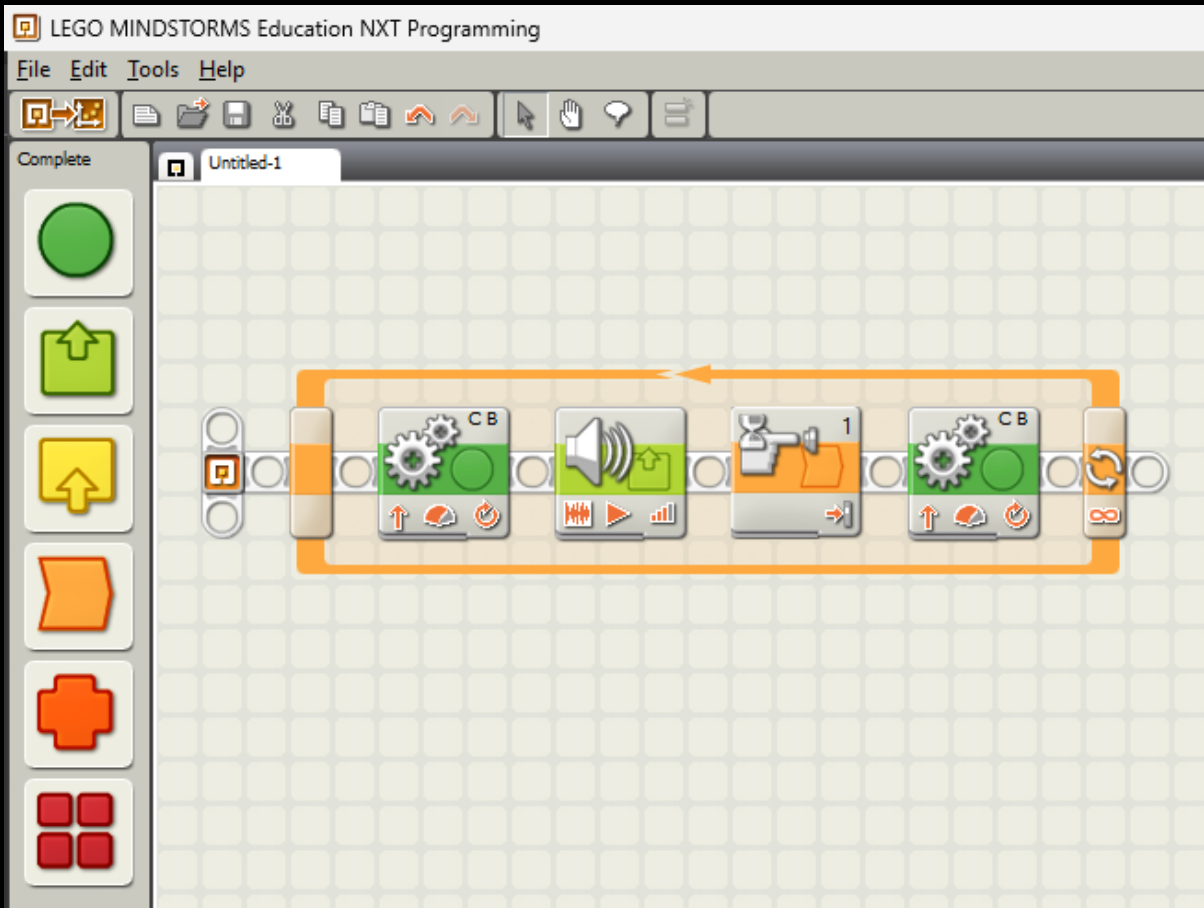 LEGO MINDSTORMS Education NXT Programming
File Edit Tools Help
Complete
Untitled-1
C B
1
C B